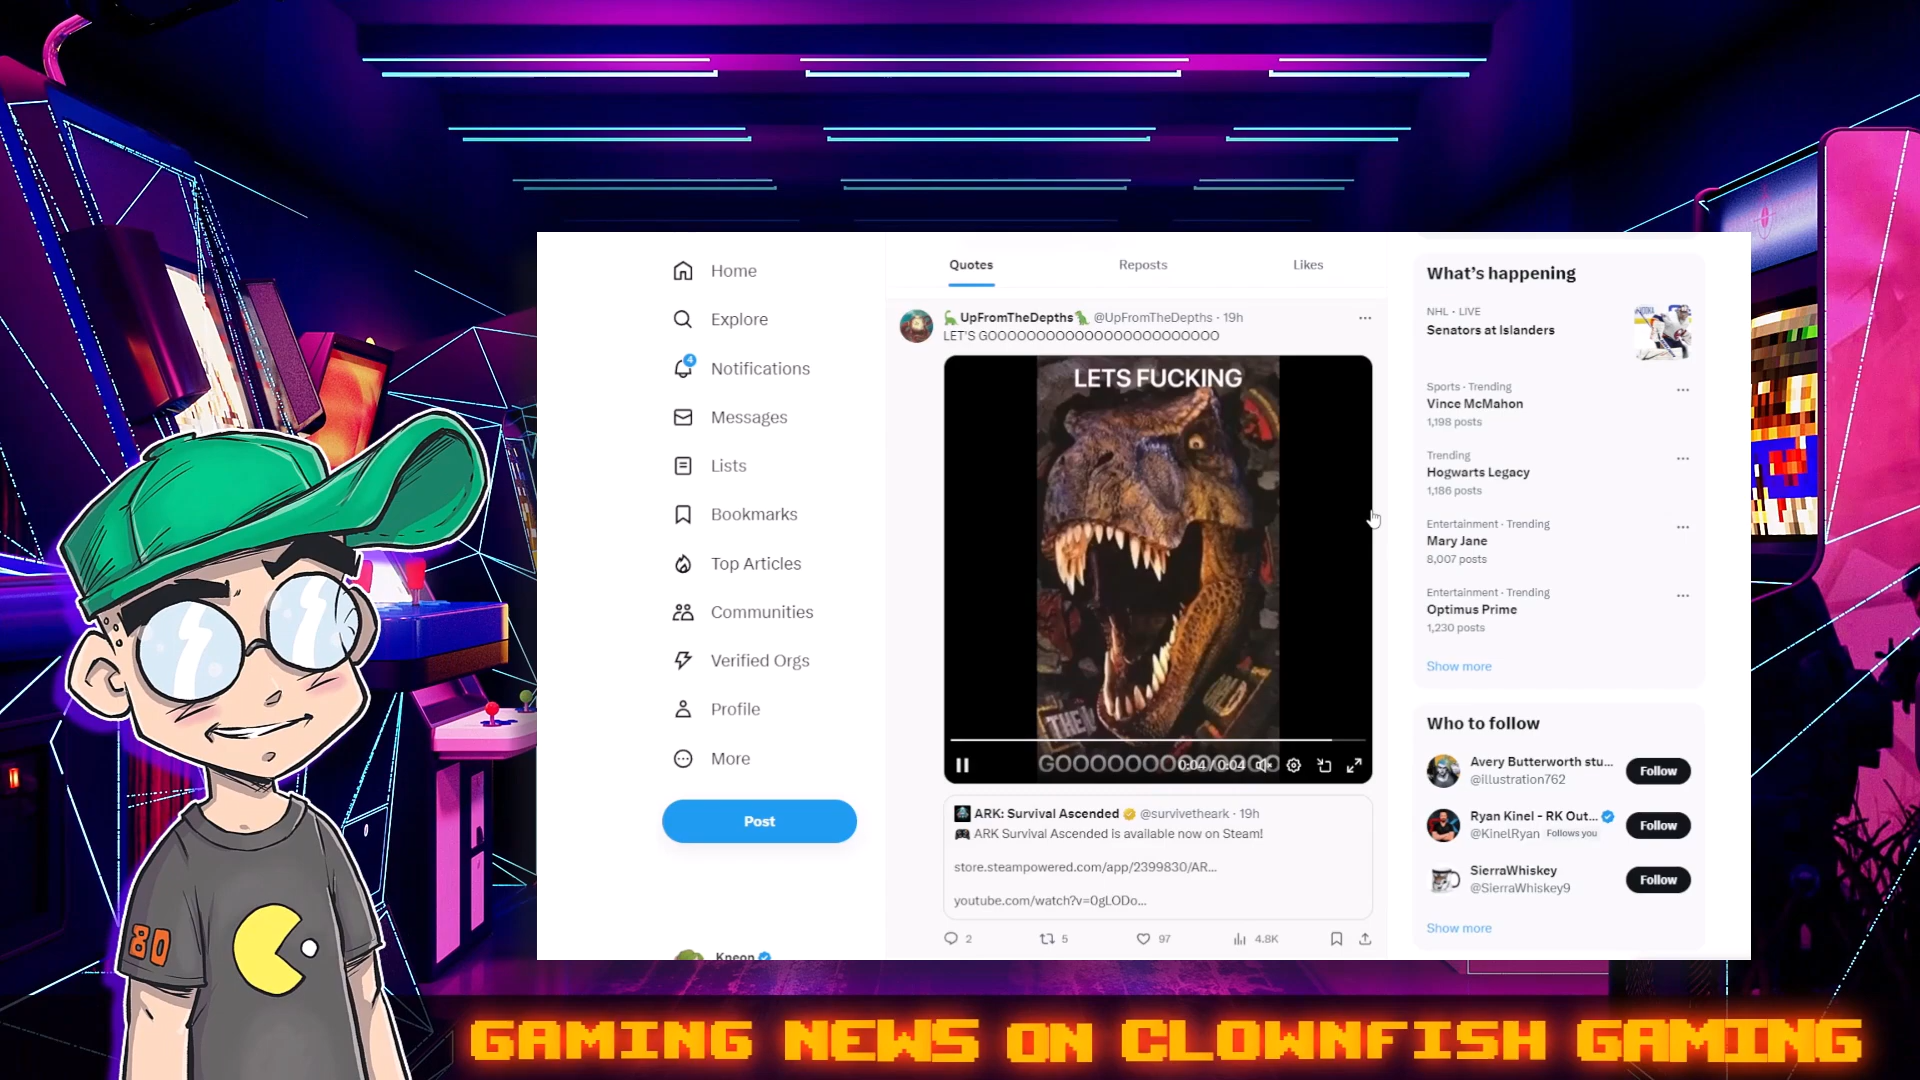 Home
Explore
4
Notifications
Messages
Lists
Bookmarks
Top Articles
Communities
Verified Orgs
Profile
More
Post
Kneon
Quotes
Reposts
Likes
UpFromTheDepths @UpFromTheDepths · 19h
LET'S GOOOOOOOOOOOOOOOOOOOOOOOO
LETS FUCKING
THE
0:04 / 0:04
ARK: Survival Ascended @survivetheark · 19h
ARK Survival Ascended is available now on Steam!
store.steampowered.com/app/2399830/AR...
youtube.com/watch?v=0gLODo...
2
5
97
4.8K
What's happening
NHL · LIVE
Senators at Islanders
Sports · Trending
Vince McMahon
1,198 posts
Trending
Hogwarts Legacy
1,186 posts
Entertainment · Trending
Mary Jane
8,007 posts
Entertainment · Trending
Optimus Prime
1,230 posts
Show more
Who to follow
Avery Butterworth stu...
@illustration762
Follow
Ryan Kinel - RK Out...
@KinelRyan Follows you
Follow
SierraWhiskey
@SierraWhiskey9
Follow
Show more
80
GAMING NEWS ON CLOWNFISH GAMING